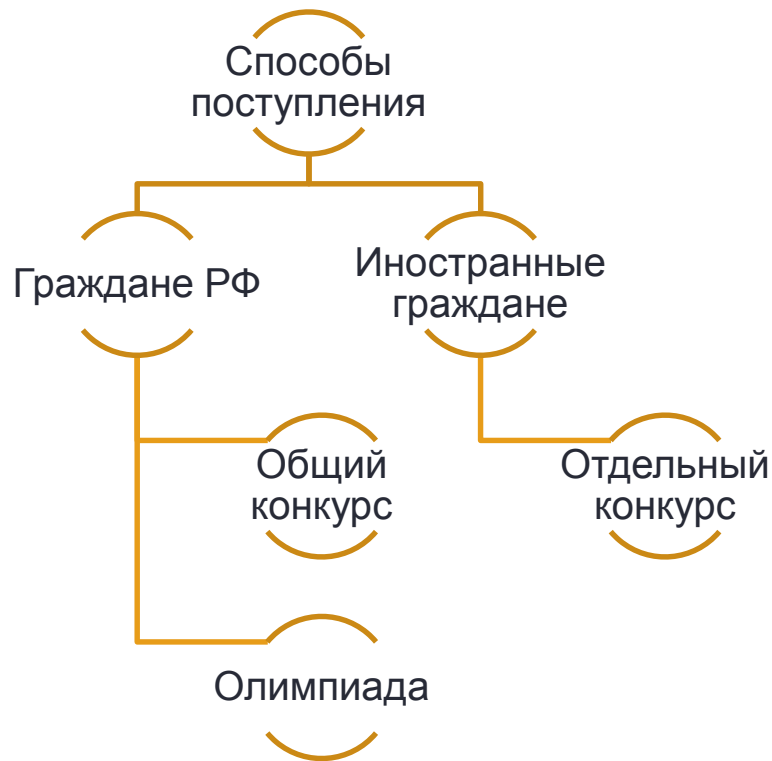 Способы
поступления
Граждане РФ
Иностранные
граждане
Общий
конкурс
Отдельный
конкурс
Олимпиада